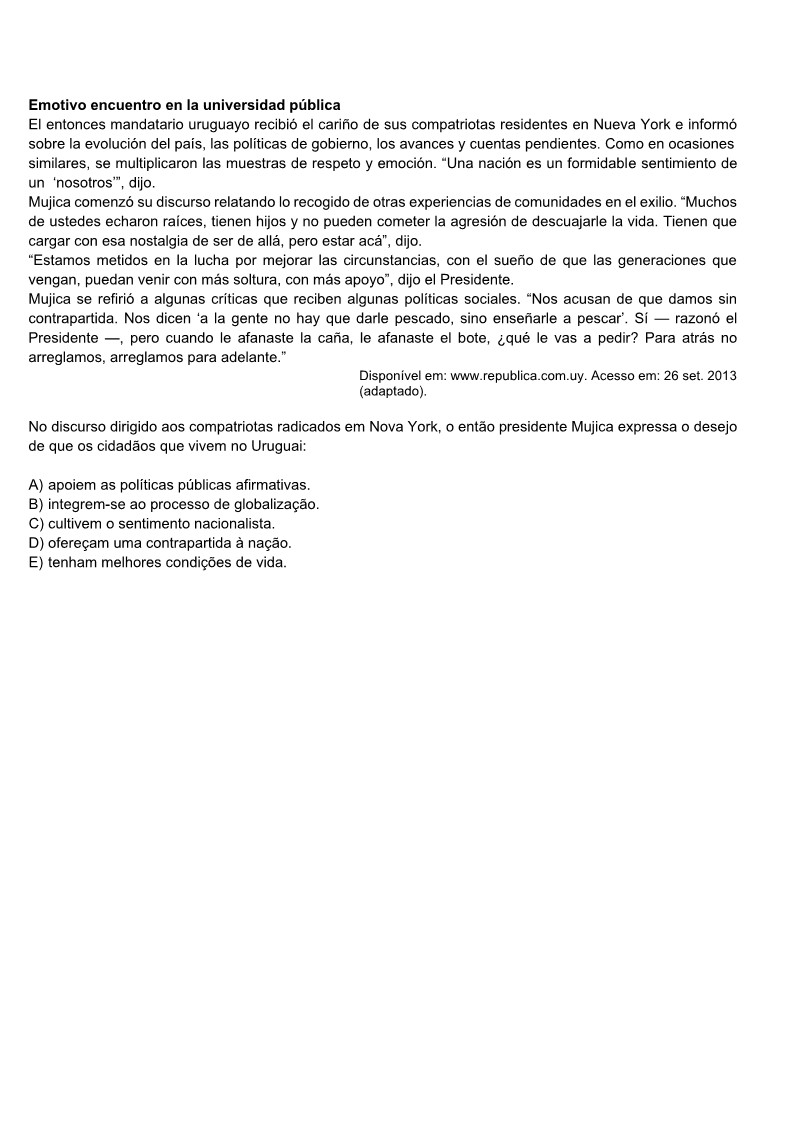 Emotivo encuentro en la universidad pública
El entonces mandatario uruguayo recibió el cariño de sus compatriotas residentes en Nueva York e informó
sobre la evolución del país, las políticas de gobierno, los avances y cuentas pendientes. Como en ocasiones
similares, se multiplicaron las muestras de respeto y emoción. “Una nación es un formidable sentimiento de
un ‘nosotros’”, dijo.
Mujica comenzó su discurso relatando lo recogido de otras experiencias de comunidades en el exilio. “Muchos
de ustedes echaron raíces, tienen hijos y no pueden cometer la agresión de descuajarle la vida. Tienen que
cargar con esa nostalgia de ser de allá, pero estar acá”, dijo.
“Estamos metidos en la lucha por mejorar las circunstancias, con el sueño de que las generaciones que
vengan, puedan venir con más soltura, con más apoyo”, dijo el Presidente.
Mujica se refirió a algunas críticas que reciben algunas políticas sociales. “Nos acusan de que damos sin
contrapartida. Nos dicen ‘a la gente no hay que darle pescado, sino enseñarle a pescar’. Sí — razonó el
Presidente —, pero cuando le afanaste la caña, le afanaste el bote, ¿qué le vas a pedir? Para atrás no
arreglamos, arreglamos para adelante.”
Disponível em: www.republica.com.uy. Acesso em: 26 set. 2013
(adaptado).
No discurso dirigido aos compatriotas radicados em Nova York, o então presidente Mujica expressa o desejo
de que os cidadãos que vivem no Uruguai:
A) apoiem as políticas públicas afirmativas.
B) integrem-se ao processo de globalização.
C) cultivem o sentimento nacionalista.
D) ofereçam uma contrapartida à nação.
E) tenham melhores condições de vida.